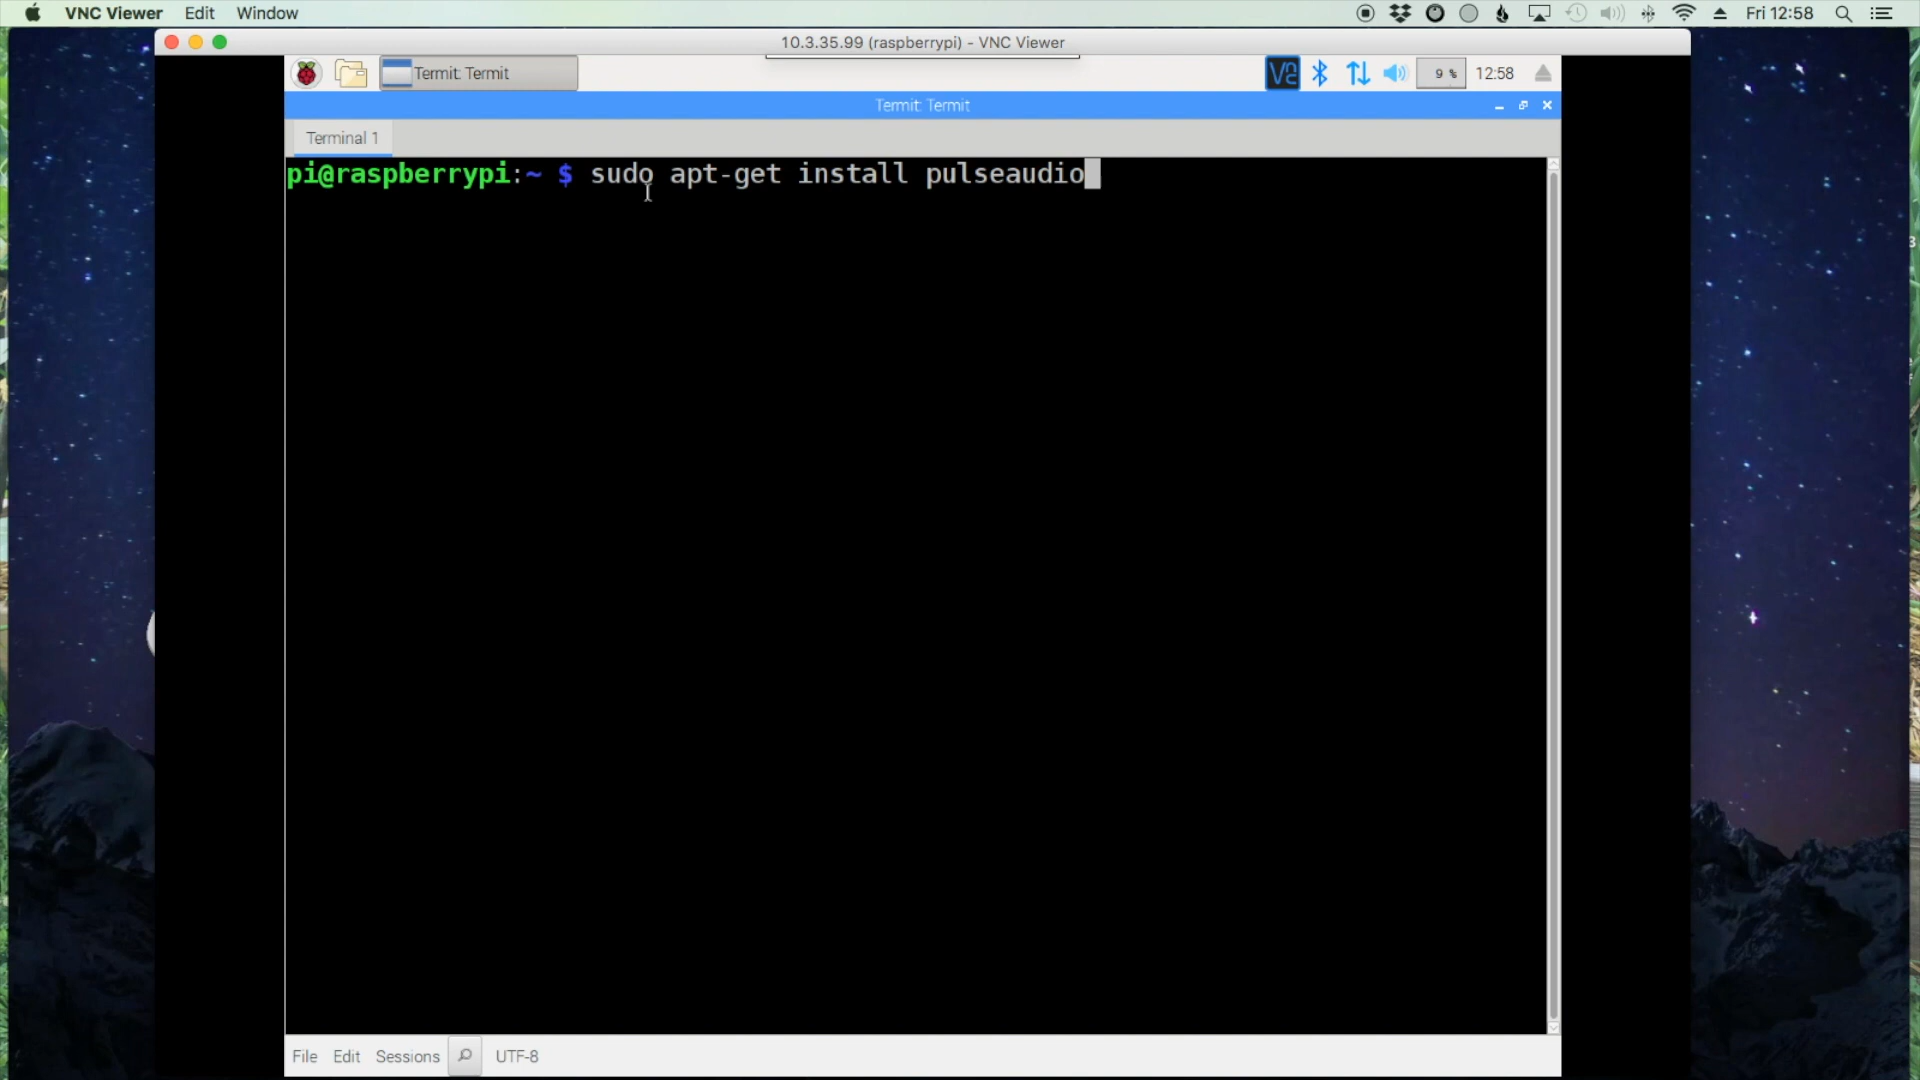 VNC Viewer Edit Window Fri 12:58
10.3.35.99 (raspberrypi) - VNC Viewer
Termit: Termit 9 % 12:58
Termit: Termit
Terminal 1
pi@raspberrypi:~ $ sudo apt-get install pulseaudio
File Edit Sessions UTF-8